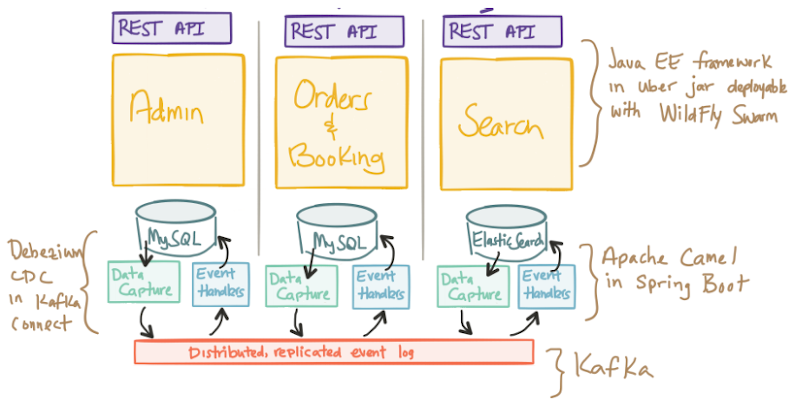 REST API
REST API
REST API
Admin
Orders
&
Booking
Search
Java EE framework
in uber jar deployable
with WildFly Swarm
MySQL
MySQL
ElasticSearch
Debezium
CDC
in Kafka
Connect
Data
Capture
Event
Handlers
Data
Capture
Event
Handlers
Data
Capture
Event
Handlers
Apache Camel
in Spring Boot
Distributed, replicated event log
Kafka